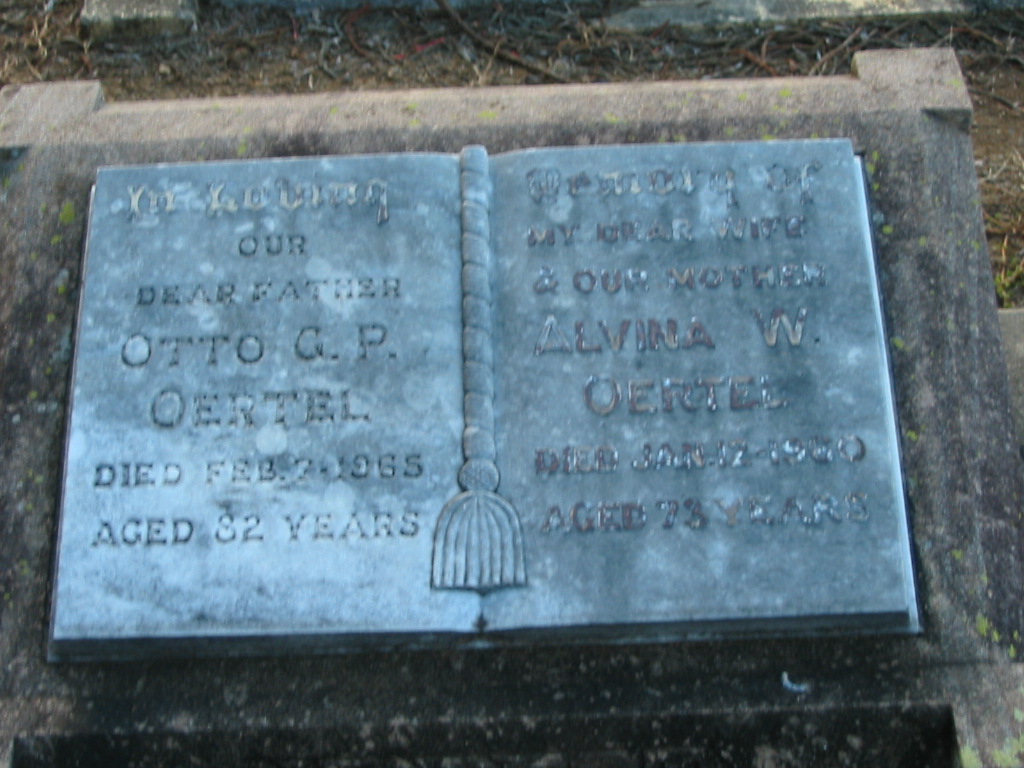 In Loving
OUR
DEAR FATHER
OTTO G. P.
OERTEL
DIED FEB. 7-1965
AGED 82 YEARS
Memory of
MY DEAR WIFE
& OUR MOTHER
ALVINA W.
OERTEL
DIED JAN. 12-1960
AGED 73 YEARS